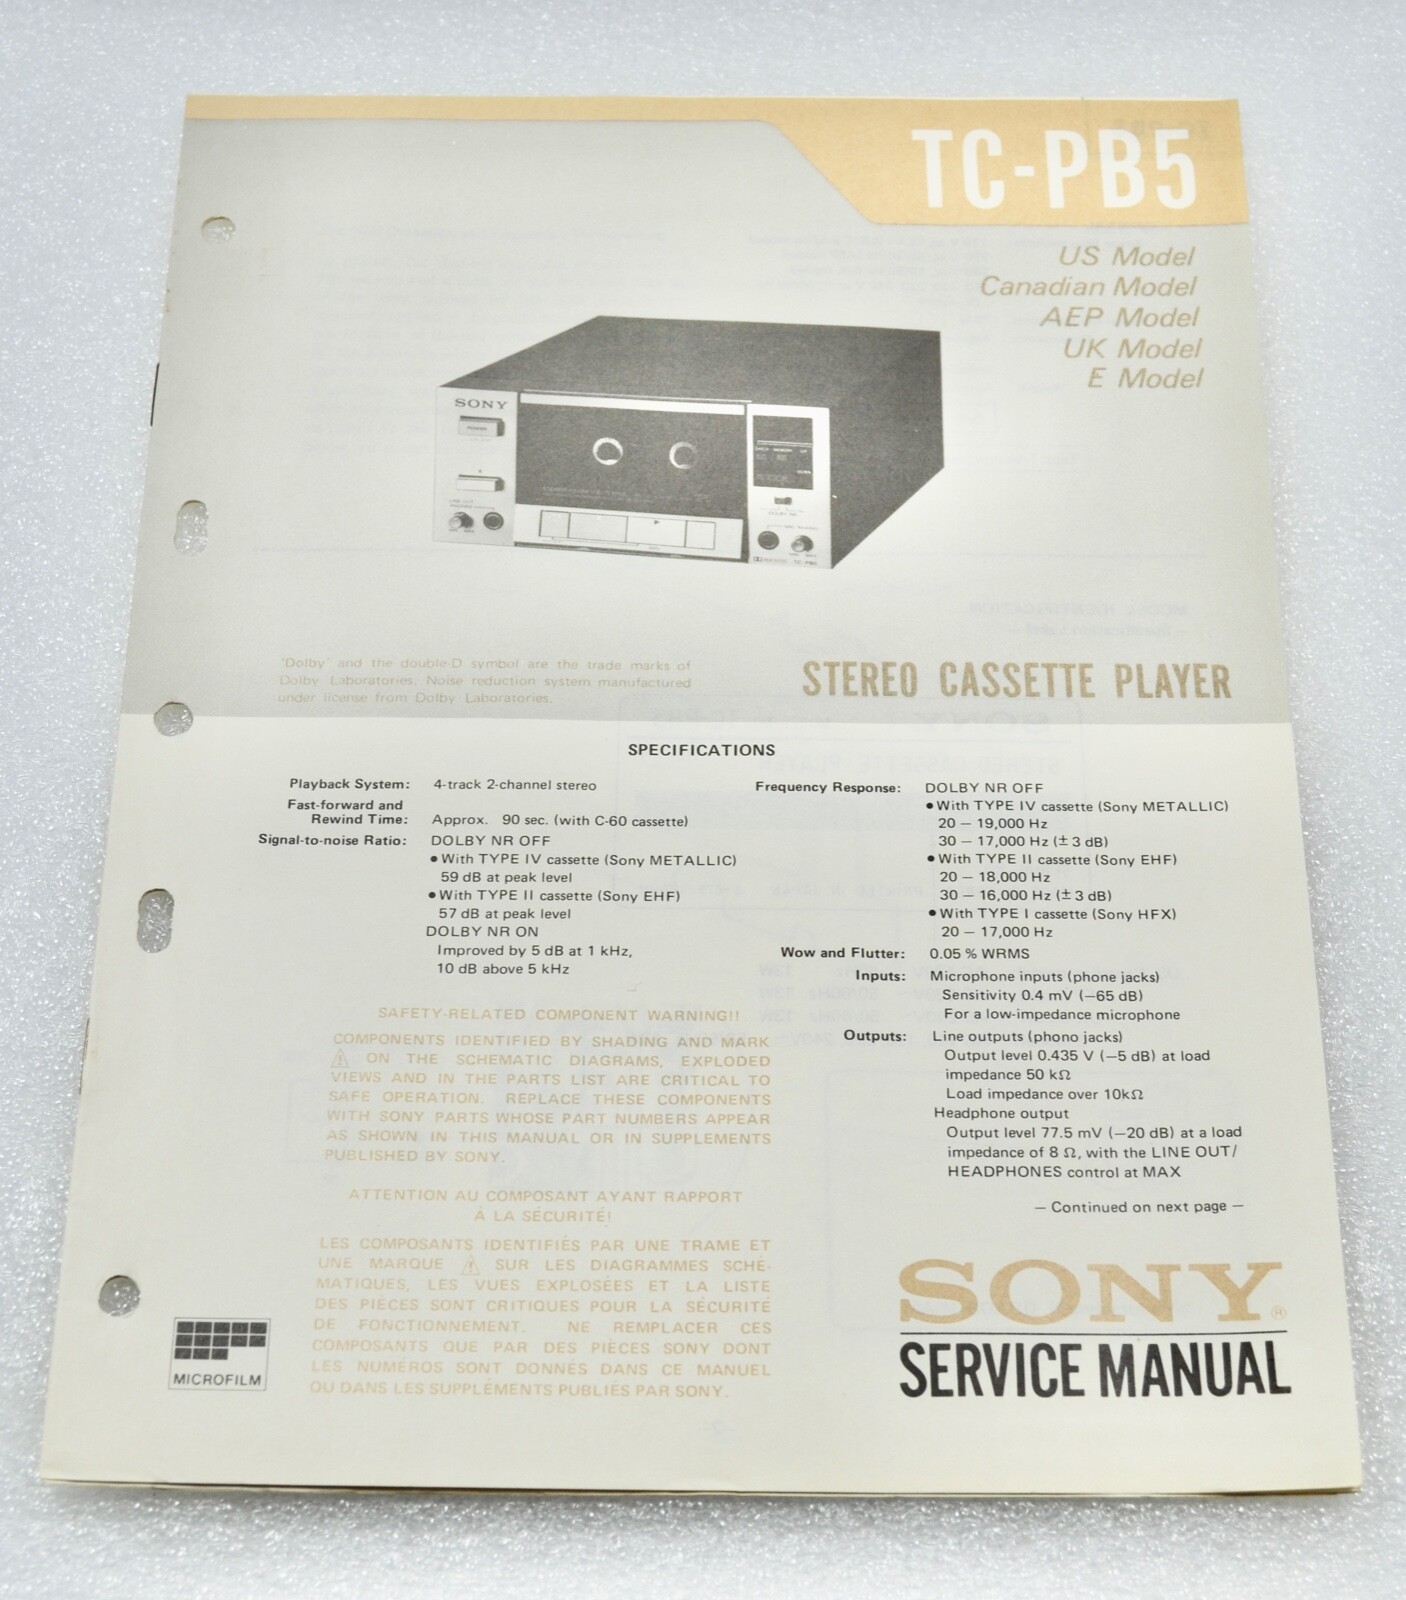 TC-PB5
US Model
Canadian Model
AEP Model
UK Model
E Model
SONY
POWER
DOLBY NR
TC-PB5
'Dolby' and the double-D symbol are the trade marks of
Dolby Laboratories. Noise reduction system manufactured
under license from Dolby Laboratories.
STEREO CASSETTE PLAYER
SPECIFICATIONS
Playback System: 4-track 2-channel stereo
Fast-forward and
Rewind Time: Approx. 90 sec. (with C-60 cassette)
Signal-to-noise Ratio: DOLBY NR OFF
● With TYPE IV cassette (Sony METALLIC)
59 dB at peak level
● With TYPE II cassette (Sony EHF)
57 dB at peak level
DOLBY NR ON
Improved by 5 dB at 1 kHz,
10 dB above 5 kHz
SAFETY-RELATED COMPONENT WARNING!!
COMPONENTS IDENTIFIED BY SHADING AND MARK
⚠ ON THE SCHEMATIC DIAGRAMS, EXPLODED
VIEWS AND IN THE PARTS LIST ARE CRITICAL TO
SAFE OPERATION. REPLACE THESE COMPONENTS
WITH SONY PARTS WHOSE PART NUMBERS APPEAR
AS SHOWN IN THIS MANUAL OR IN SUPPLEMENTS
PUBLISHED BY SONY.
ATTENTION AU COMPOSANT AYANT RAPPORT
À LA SÉCURITÉ!
LES COMPOSANTS IDENTIFIÉS PAR UNE TRAME ET
UNE MARQUE ⚠ SUR LES DIAGRAMMES SCHÉ-
MATIQUES, LES VUES EXPLOSÉES ET LA LISTE
DES PIÈCES SONT CRITIQUES POUR LA SÉCURITÉ
DE FONCTIONNEMENT. NE REMPLACER CES
COMPOSANTS QUE PAR DES PIÈCES SONY DONT
LES NUMÉROS SONT DONNÉS DANS CE MANUEL
OU DANS LES SUPPLÉMENTS PUBLIÉS PAR SONY.
MICROFILM
Frequency Response: DOLBY NR OFF
● With TYPE IV cassette (Sony METALLIC)
20 – 19,000 Hz
30 – 17,000 Hz (± 3 dB)
● With TYPE II cassette (Sony EHF)
20 – 18,000 Hz
30 – 16,000 Hz (± 3 dB)
● With TYPE I cassette (Sony HFX)
20 – 17,000 Hz
Wow and Flutter: 0.05 % WRMS
Inputs: Microphone inputs (phone jacks)
Sensitivity 0.4 mV (–65 dB)
For a low-impedance microphone
Outputs: Line outputs (phono jacks)
Output level 0.435 V (–5 dB) at load
impedance 50 kΩ
Load impedance over 10kΩ
Headphone output
Output level 77.5 mV (–20 dB) at a load
impedance of 8 Ω, with the LINE OUT/
HEADPHONES control at MAX
– Continued on next page –
SONY®
SERVICE MANUAL